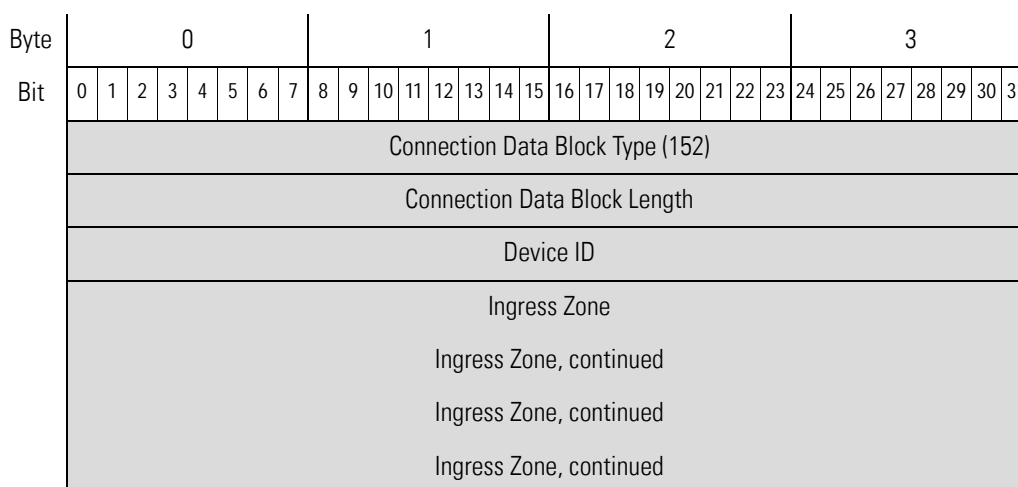 Byte 0 1 2 3
Bit 0 1 2 3 4 5 6 7 8 9 10 11 12 13 14 15 16 17 18 19 20 21 22 23 24 25 26 27 28 29 30 3
Connection Data Block Type (152)
Connection Data Block Length
Device ID
Ingress Zone
Ingress Zone, continued
Ingress Zone, continued
Ingress Zone, continued